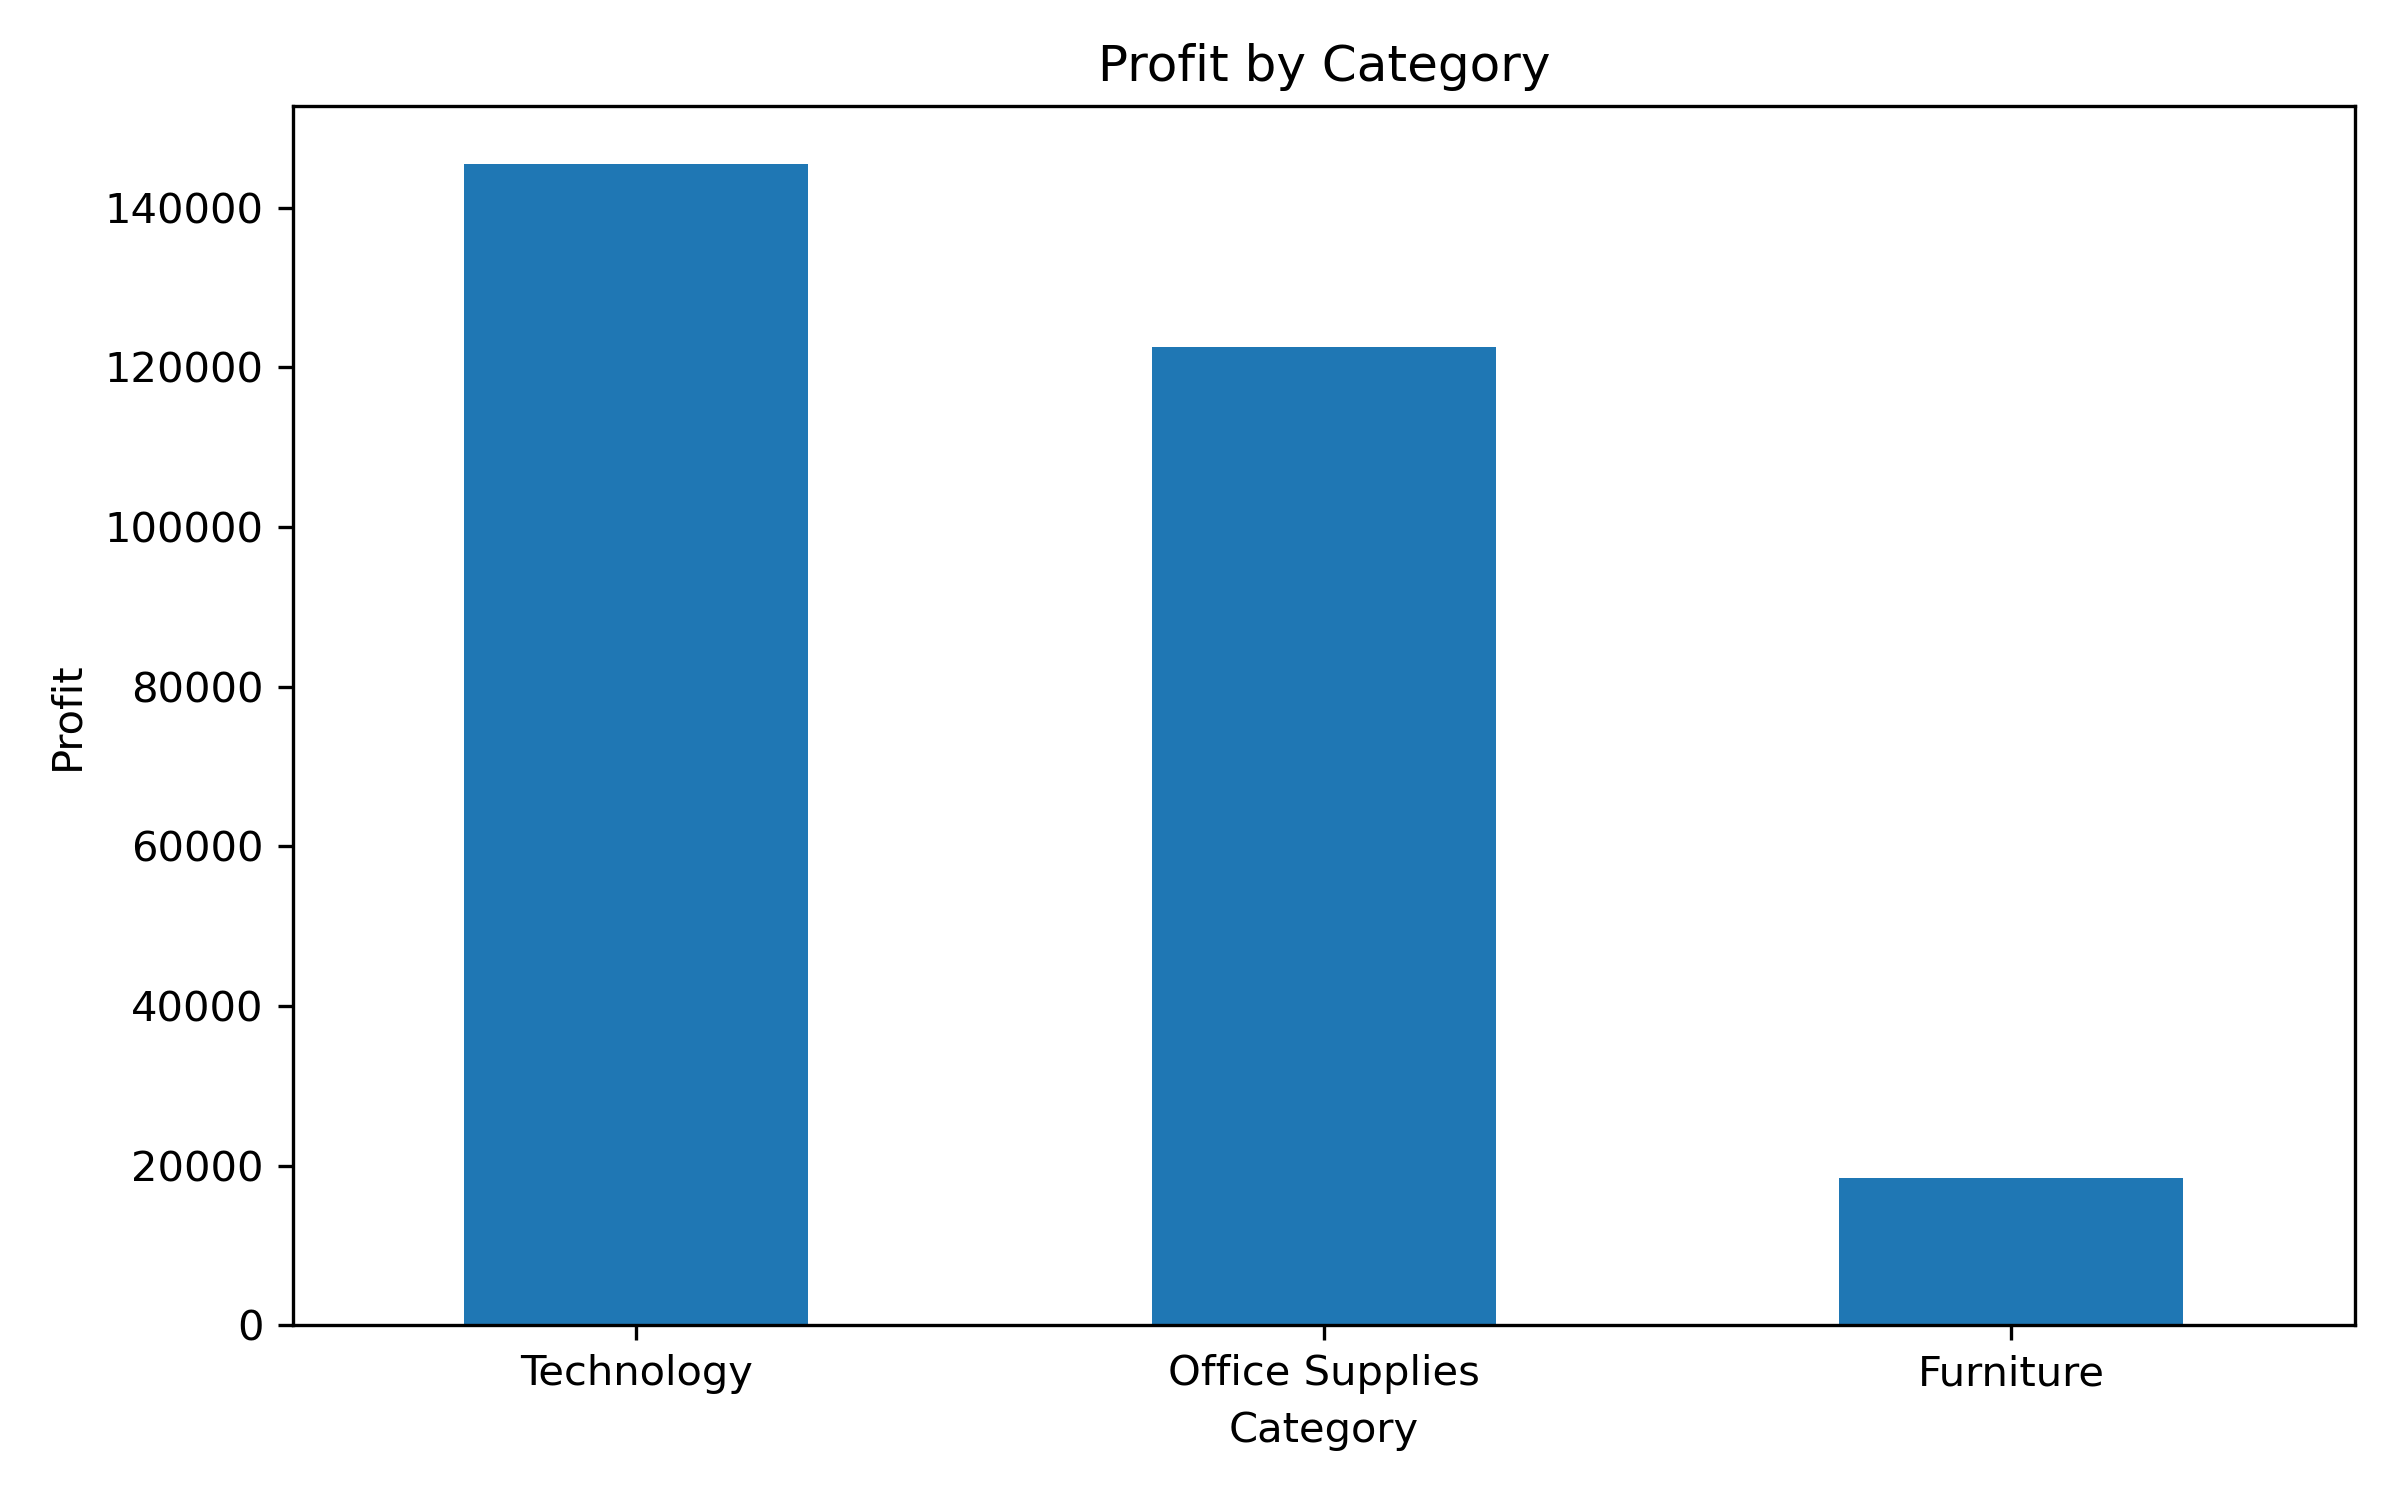 Profit by Category
140000
120000
100000
80000
60000
40000
20000
0
Profit
Technology
Office Supplies
Furniture
Category